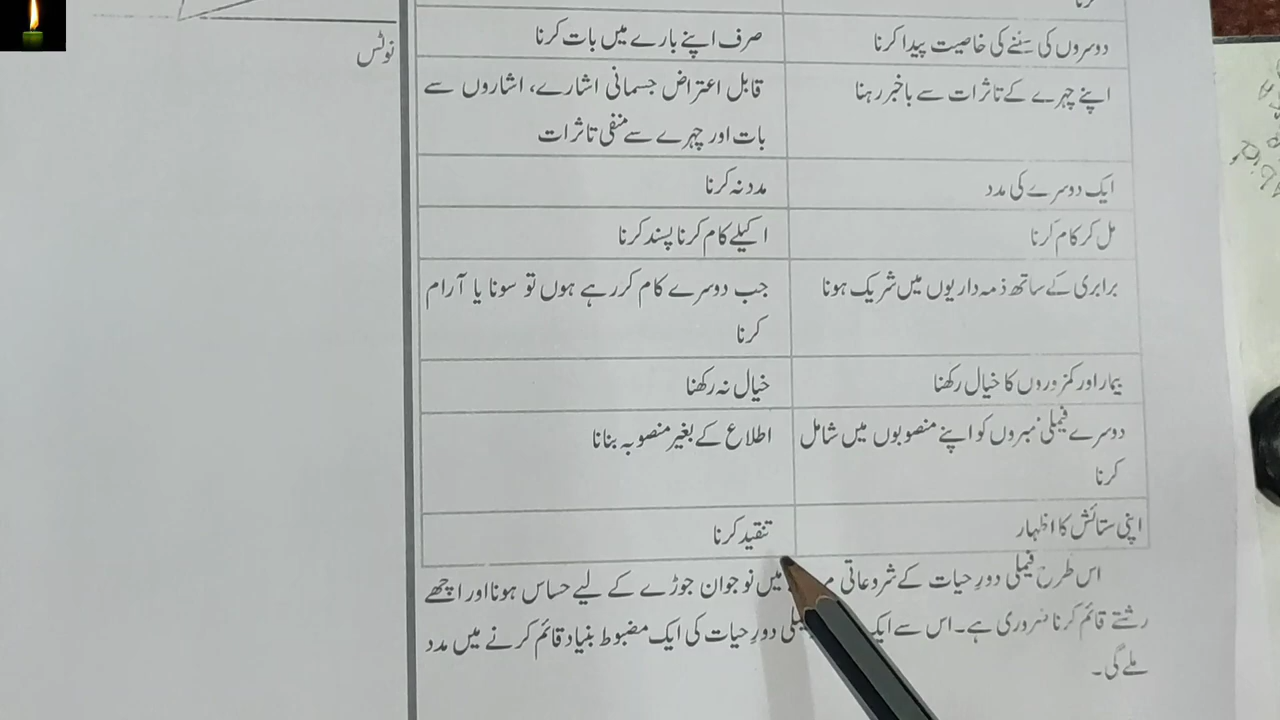 کرنا
نوٹس
دوسروں کی سننے کی خاصیت پیدا کرنا
صرف اپنے بارے میں بات کرنا
اپنے چہرے کے تاثرات سے باخبر رہنا
قابل اعتراض جسمانی اشارے، اشاروں سے
بات اور چہرے سے منفی تاثرات
ایک دوسرے کی مدد
مدد نہ کرنا
مل کر کام کرنا
اکیلے کام کرنا پسند کرنا
برابری کے ساتھ ذمہ داریوں میں شریک ہونا
جب دوسرے کام کررہے ہوں تو سونا یا آرام
کرنا
بیمار اور کمزوروں کا خیال رکھنا
خیال نہ رکھنا
دوسرے فیملی ممبروں کو اپنے منصوبوں میں شامل
کرنا
اطلاع کے بغیر منصوبہ بنانا
اپنی ستائش کا اظہار
تنقید کرنا
اس طرح فیملی دورِ حیات کے شروعاتی میں نوجوان جوڑے کے لیے حساس ہونا اور اچھے
رشتے قائم کرنا ضروری ہے۔ اس سے ایک دورِ حیات کی ایک مضبوط بنیاد قائم کرنے میں مدد
ملے گی۔